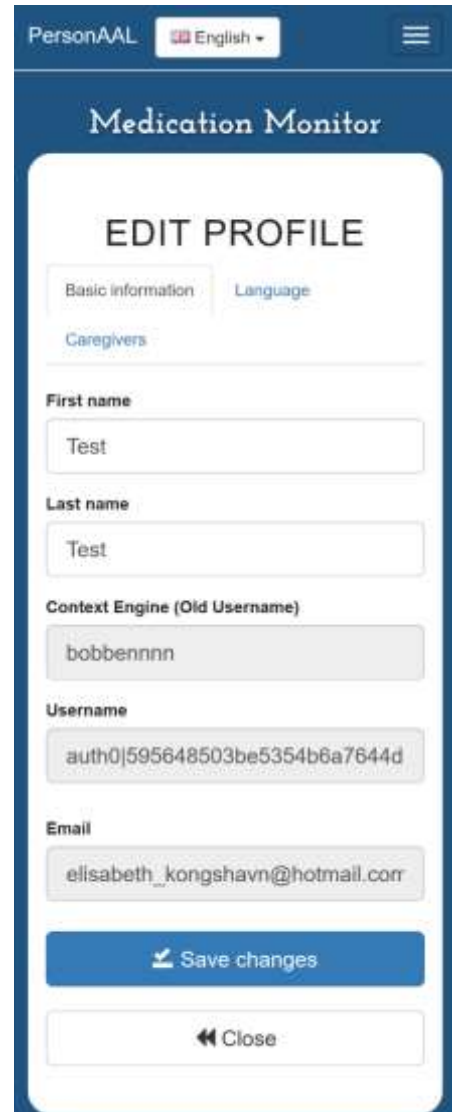 PersonAAL English
Medication Monitor
EDIT PROFILE
Basic information Language
Caregivers
First name
Test
Last name
Test
Context Engine (Old Username)
bobbennnn
Username
auth0|595648503be5354b6a7644d
Email
elisabeth_kongshavn@hotmail.com
Save changes
Close